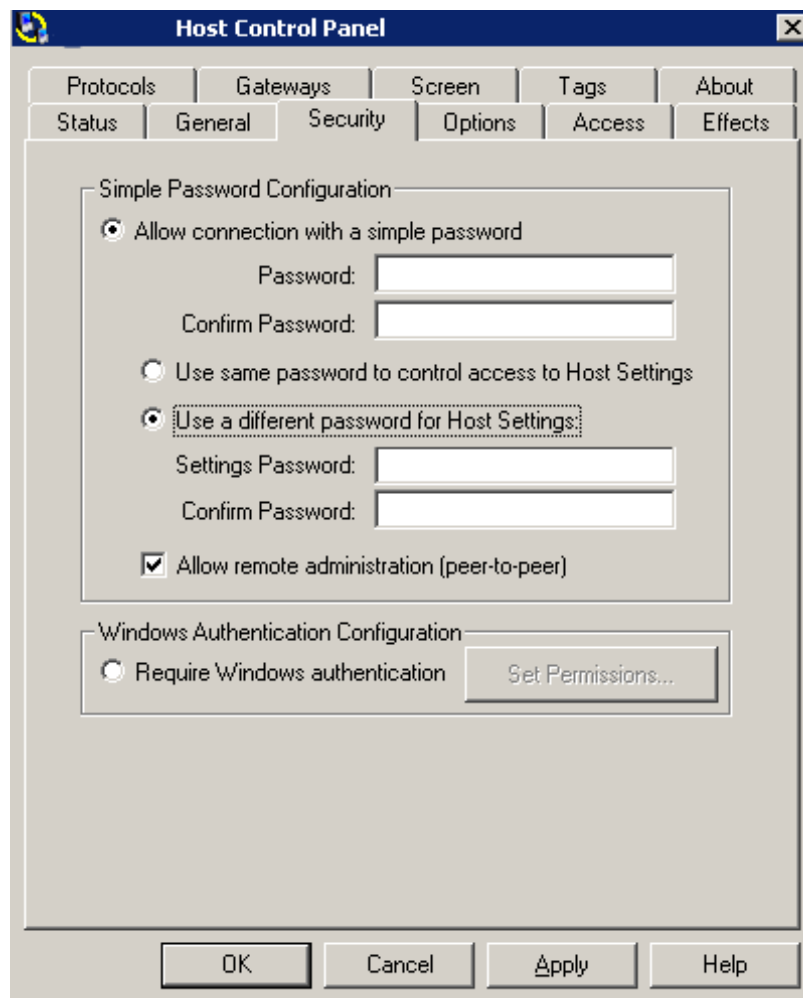 Host Control Panel
Protocols Gateways Screen Tags About
Status General Security Options Access Effects
Simple Password Configuration
Allow connection with a simple password
Password:
Confirm Password:
Use same password to control access to Host Settings
Use a different password for Host Settings:
Settings Password:
Confirm Password:
Allow remote administration (peer-to-peer)
Windows Authentication Configuration
Require Windows authentication Set Permissions...
OK Cancel Apply Help